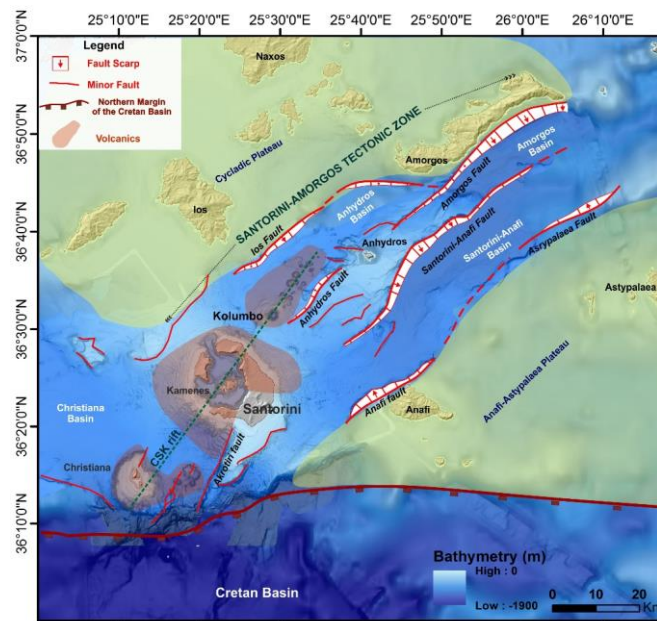 25°10'0"E 25°20'0"E 25°30'0"E 25°40'0"E 25°50'0"E 26°0'0"E 26°10'0"E
37°0'0"N
36°50'0"N
36°40'0"N
36°30'0"N
36°20'0"N
36°10'0"N
Legend
Fault Scarp
Minor Fault
Northern Margin
of the Cretan Basin
Volcanics
Naxos
SANTORINI-AMORGOS TECTONIC ZONE
Cycladic Plateau
Amorgos
Amorgos Fault
Amorgos
Basin
Ios
Ios Fault
Anhydros
Basin
Anhydros
Santorini-Anafi Fault
Santorini-Anafi
Basin
Astypalaea Fault
Astypalaea
Kolumbo
Anhydros Fault
Kamenes
Santorini
Christiana
Basin
Anafi fault
Anafi
Anafi-Astypalaea Plateau
Christiana
CSK rift
Akrotiri fault
Cretan Basin
Bathymetry (m)
High : 0
Low : -1900
0 10 20
Km